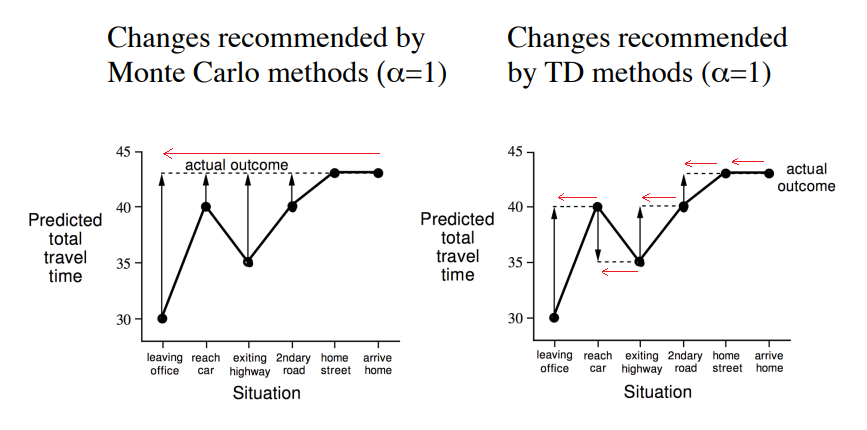 Changes recommended by
Monte Carlo methods (α=1)
45
actual outcome
40
Predicted
total
travel
time
35
30
leaving
office
reach
car
exiting
highway
2ndary
road
home
street
arrive
home
Situation
Changes recommended
by TD methods (α=1)
45
actual
outcome
40
Predicted
total
travel
time
35
30
leaving
office
reach
car
exiting
highway
2ndary
road
home
street
arrive
home
Situation